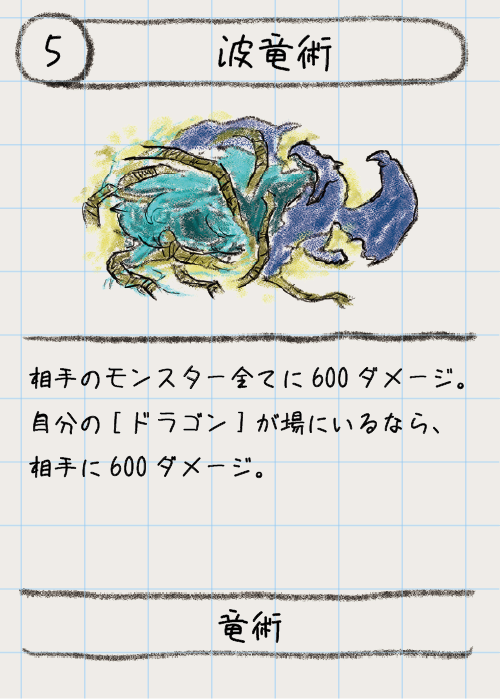 5
波竜術
相手のモンスター全てに600ダメージ。
自分の[ドラゴン]が場にいるなら、
相手に600ダメージ。
竜術